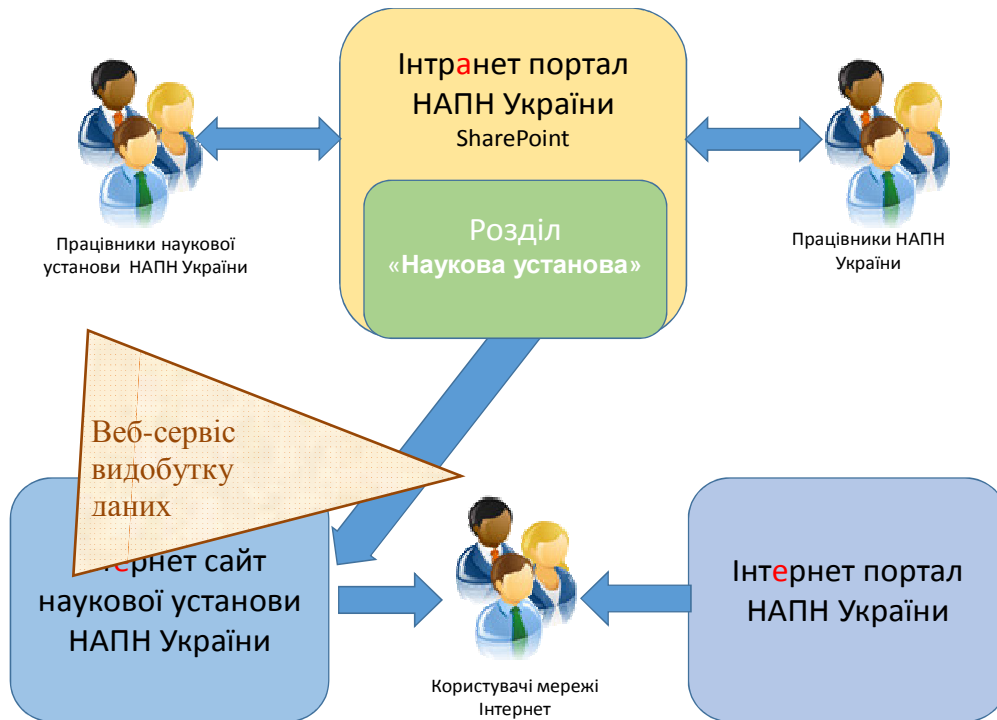 Інтранет портал
НАПН України
SharePoint
Розділ
«Наукова установа»
Працівники наукової
установи НАПН України
Працівники НАПН
України
Веб-сервіс
видобутку
даних
сайт
наукової установи
НАПН України
Інтернет портал
НАПН України
Користувачі мережі
Інтернет